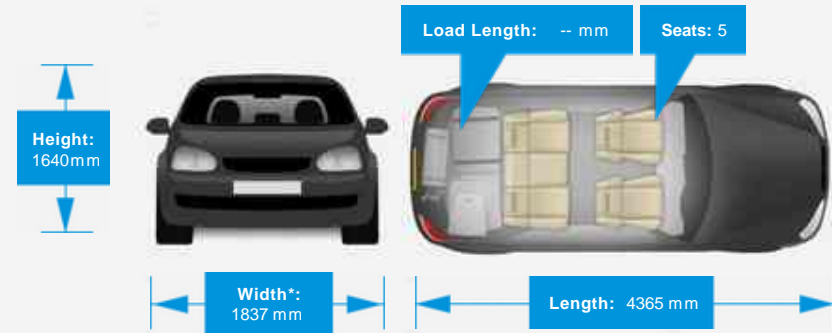 Load Length: -- mm
Seats: 5
Height:
1640mm
Width*:
1837 mm
Length: 4365 mm